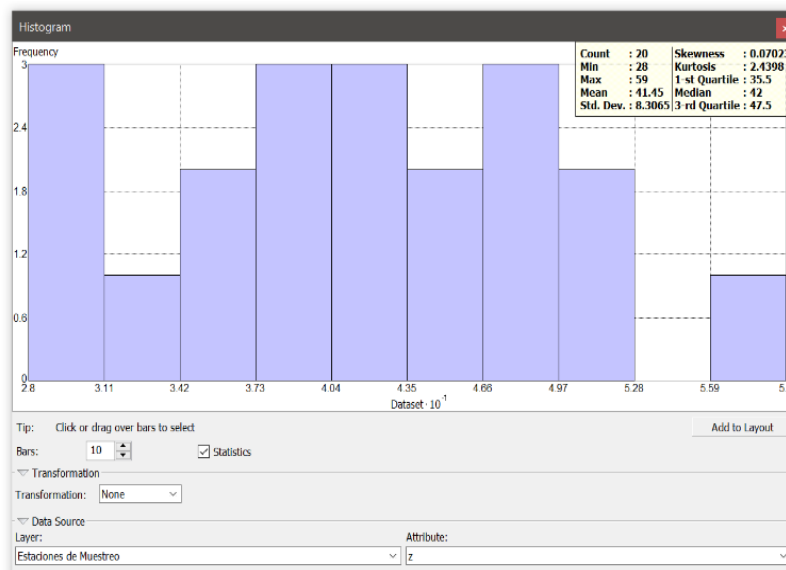 Histogram
Frequency
Count : 20 Skewness : 0.07023
Min : 28 Kurtosis : 2.4398
Max : 59 1-st Quartile : 35.5
Mean : 41.45 Median : 42
Std. Dev. : 8.3065 3-rd Quartile : 47.5
3
2.4
1.8
1.2
0.6
0
2.8 3.11 3.42 3.73 4.04 4.35 4.66 4.97 5.28 5.59 5.
Dataset · 10⁻¹
Tip: Click or drag over bars to select
Add to Layout
Bars: 10 Statistics
Transformation
Transformation: None
Data Source
Layer: Attribute:
Estaciones de Muestreo z